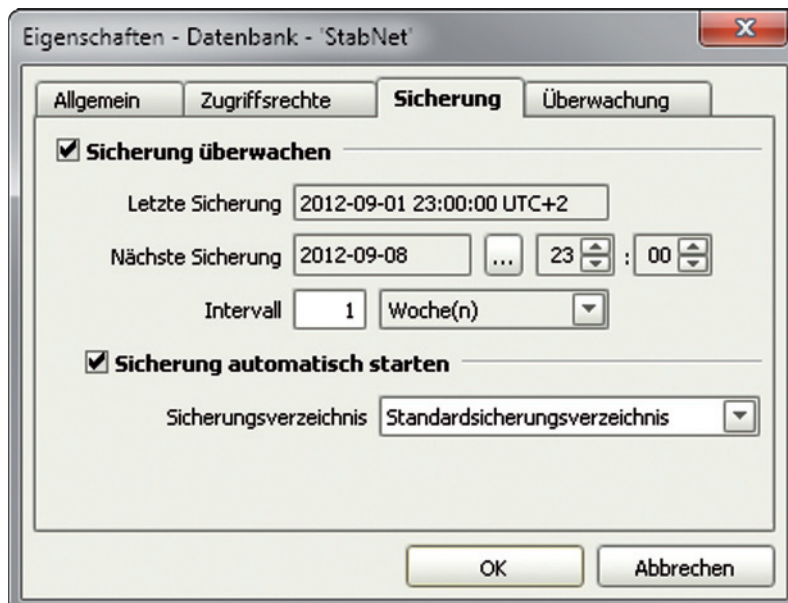 Eigenschaften - Datenbank - 'StabNet'
Allgemein Zugriffsrechte Sicherung Überwachung
Sicherung überwachen
Letzte Sicherung 2012-09-01 23:00:00 UTC+2
Nächste Sicherung 2012-09-08 ... 23 : 00
Intervall 1 Woche(n)
Sicherung automatisch starten
Sicherungsverzeichnis Standardsicherungsverzeichnis
OK Abbrechen